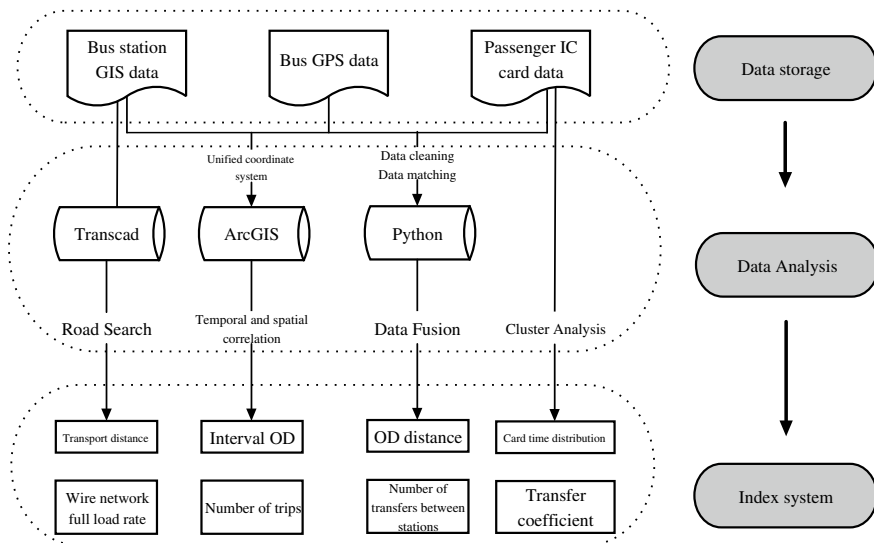 Bus station
GIS data
Bus GPS data
Passenger IC
card data
Data storage
Unified coordinate
system
Data cleaning
Data matching
Transcad
ArcGIS
Python
Data Analysis
Road Search
Temporal and spatial
correlation
Data Fusion
Cluster Analysis
Transport distance
Interval OD
OD distance
Card time distribution
Wire network
full load rate
Number of trips
Number of
transfers between
stations
Transfer
coefficient
Index system